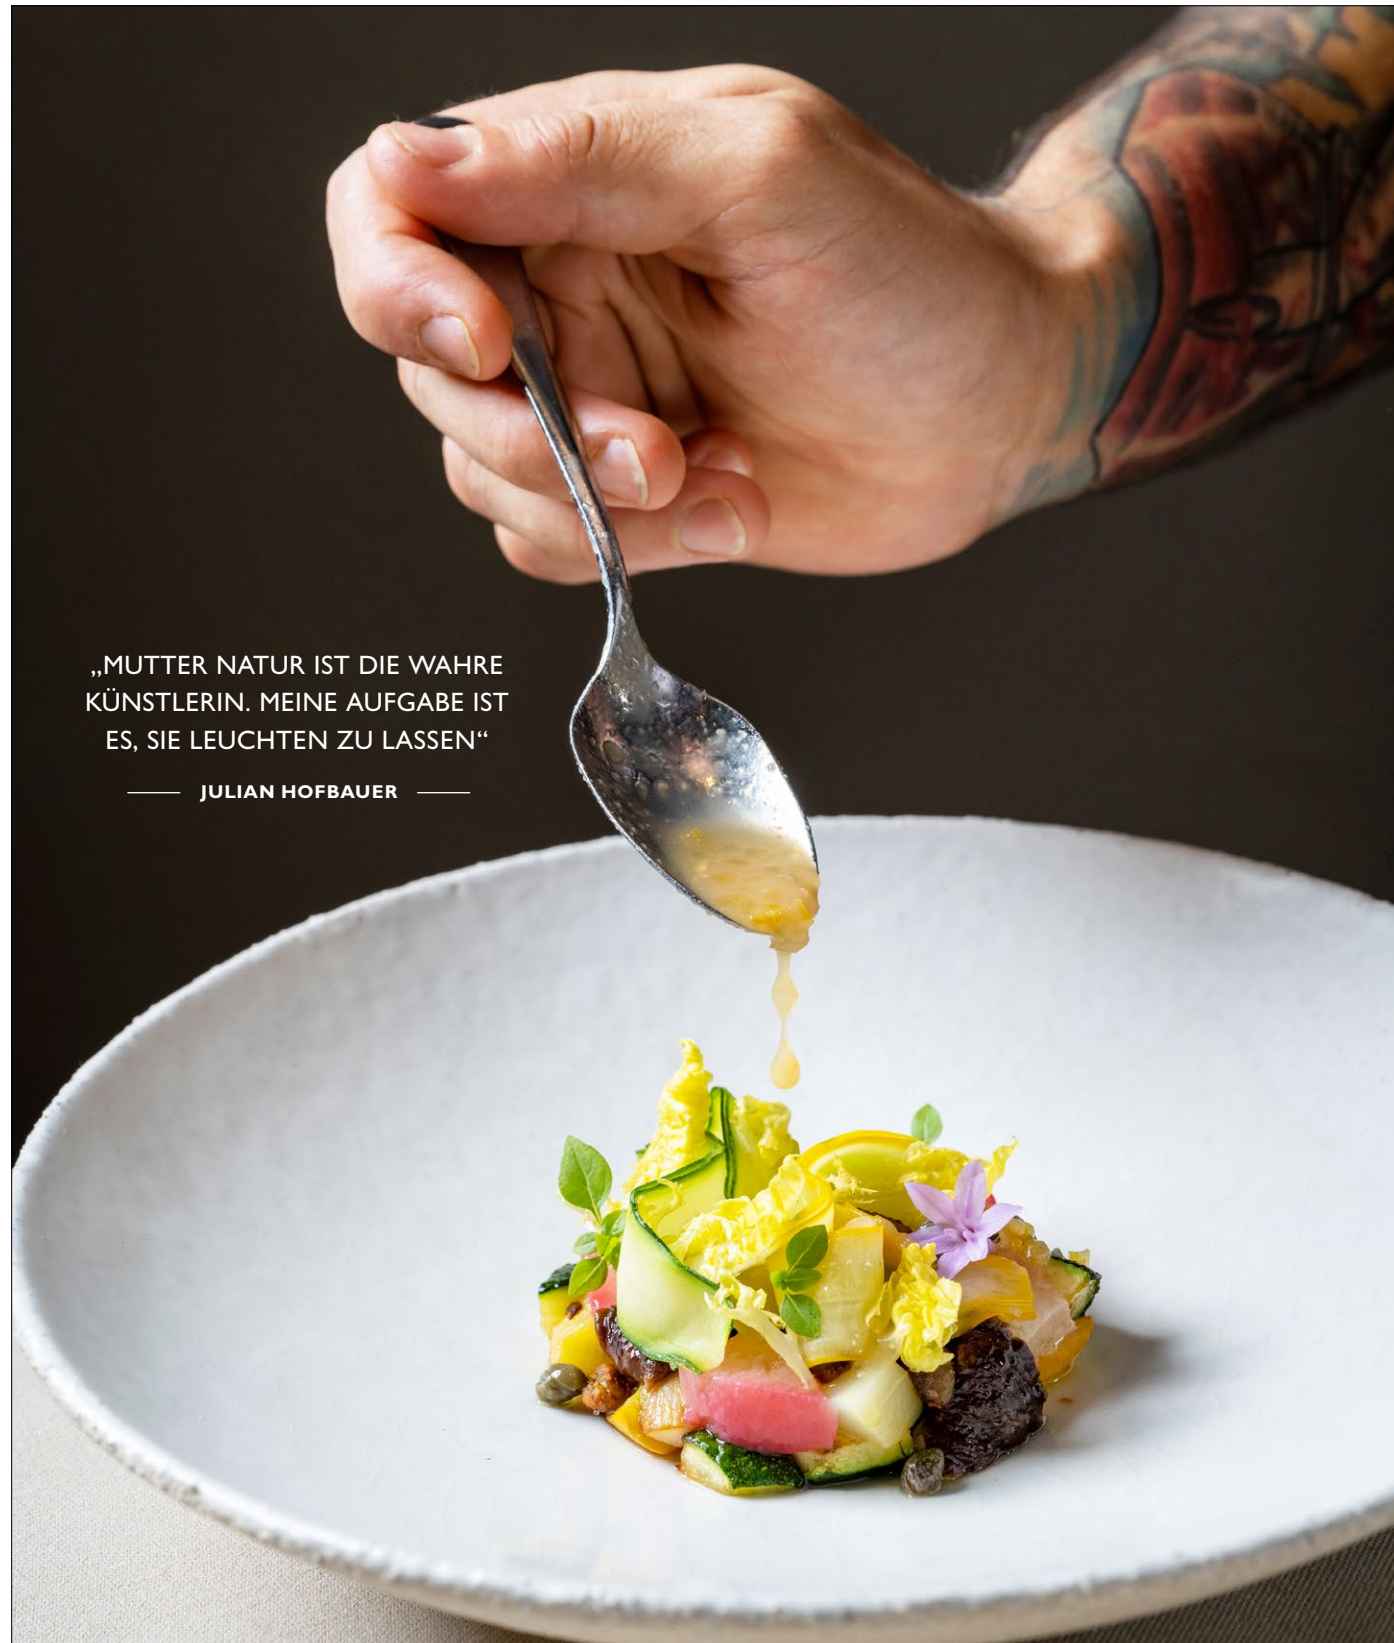 „MUTTER NATUR IST DIE WAHRE
KÜNSTLERIN. MEINE AUFGABE IST
ES, SIE LEUCHTEN ZU LASSEN“
JULIAN HOFBAUER